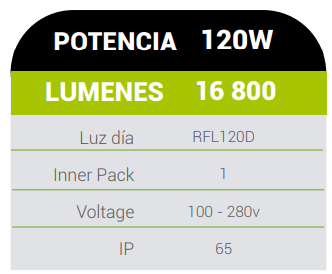 POTENCIA 120W
LUMENES 16 800
Luz día RFL120D
Inner Pack 1
Voltage 100 - 280v
IP 65